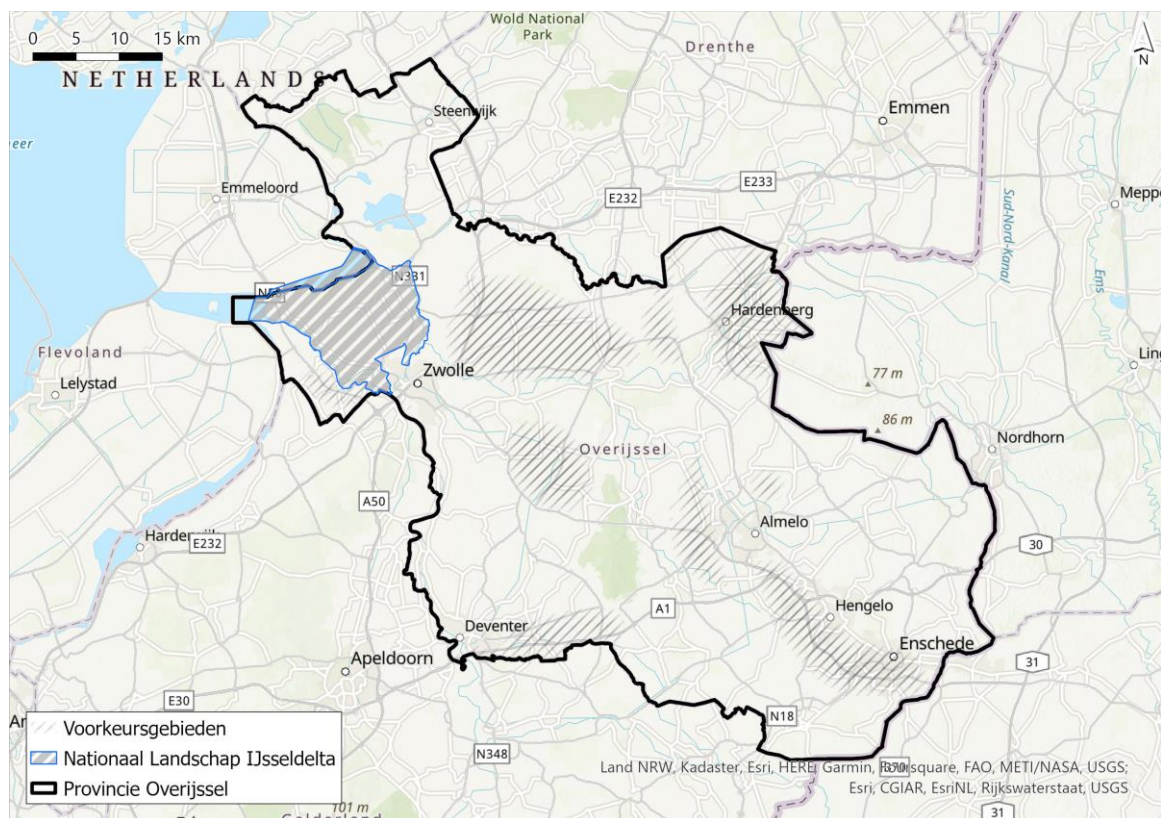 0 5 10 15 km
NETHERLANDS
Wold National
Park
Drenthe
N
Steenwijk
Emmen
Emmeloord
E233
E232
Meppe
Sud-Nord-Kanal
Ems
eer
N331
Hardenberg
Flevoland
Lelystad
Zwolle
77 m
86 m
Nordhorn
Overijssel
A50
Almelo
E232
30
A1
Hengelo
Deventer
Enschede
Apeldoorn
31
E30
N18
N348
Voorkeursgebieden
Nationaal Landschap IJsseldelta
Provincie Overijssel
Land NRW, Kadaster, Esri, HERE, Garmin, Foursquare, FAO, METI/NASA, USGS;
Esri, CGIAR, EsriNL, Rijkswaterstaat, USGS
101 m
31